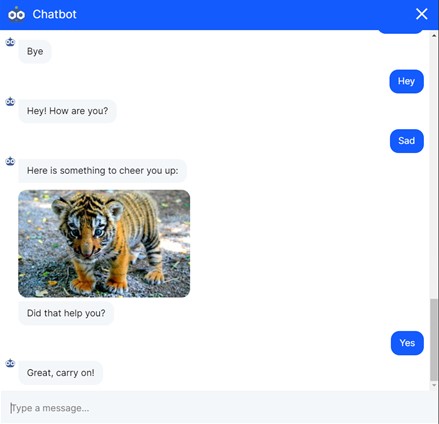 Chatbot
Bye
Hey
Hey! How are you?
Sad
Here is something to cheer you up:
Did that help you?
Yes
Great, carry on!
Type a message...